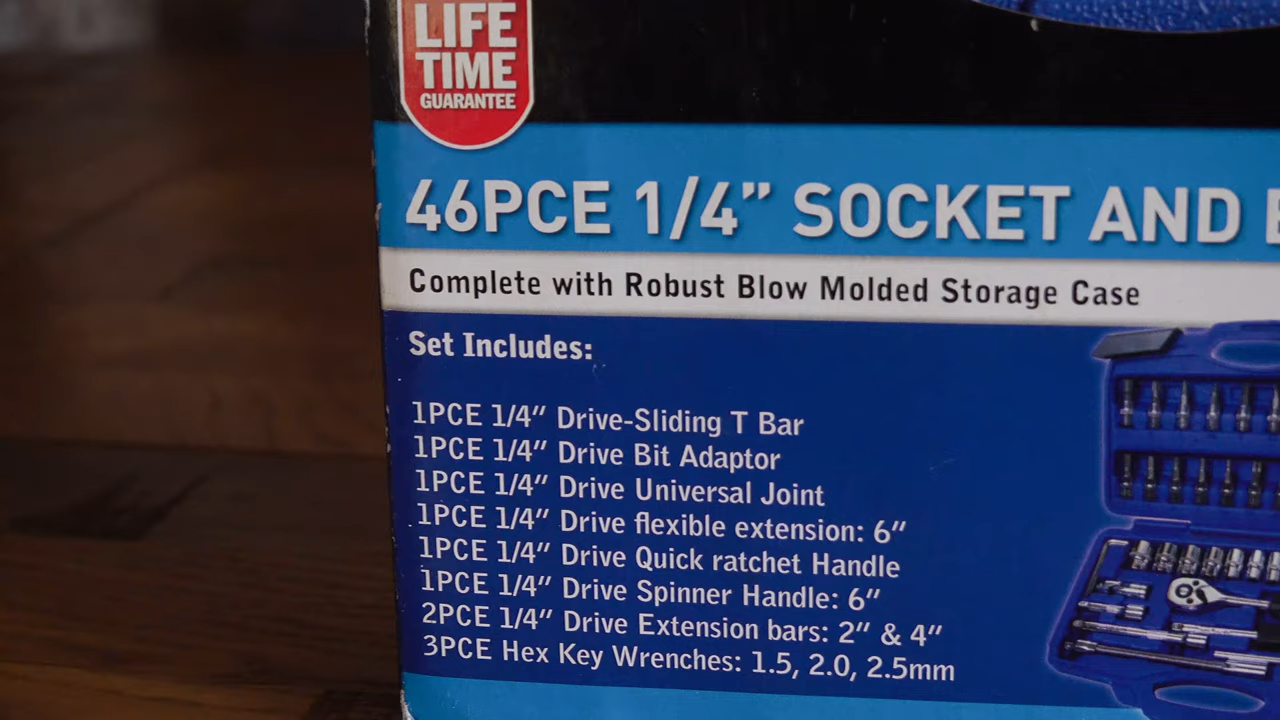 LIFE
TIME
GUARANTEE
46PCE 1/4” SOCKET AND
Complete with Robust Blow Molded Storage Case
Set Includes:
1PCE 1/4” Drive-Sliding T Bar
1PCE 1/4” Drive Bit Adaptor
1PCE 1/4” Drive Universal Joint
1PCE 1/4” Drive flexible extension: 6”
1PCE 1/4” Drive Quick ratchet Handle
1PCE 1/4” Drive Spinner Handle: 6”
2PCE 1/4” Drive Extension bars: 2” & 4”
3PCE Hex Key Wrenches: 1.5, 2.0, 2.5mm